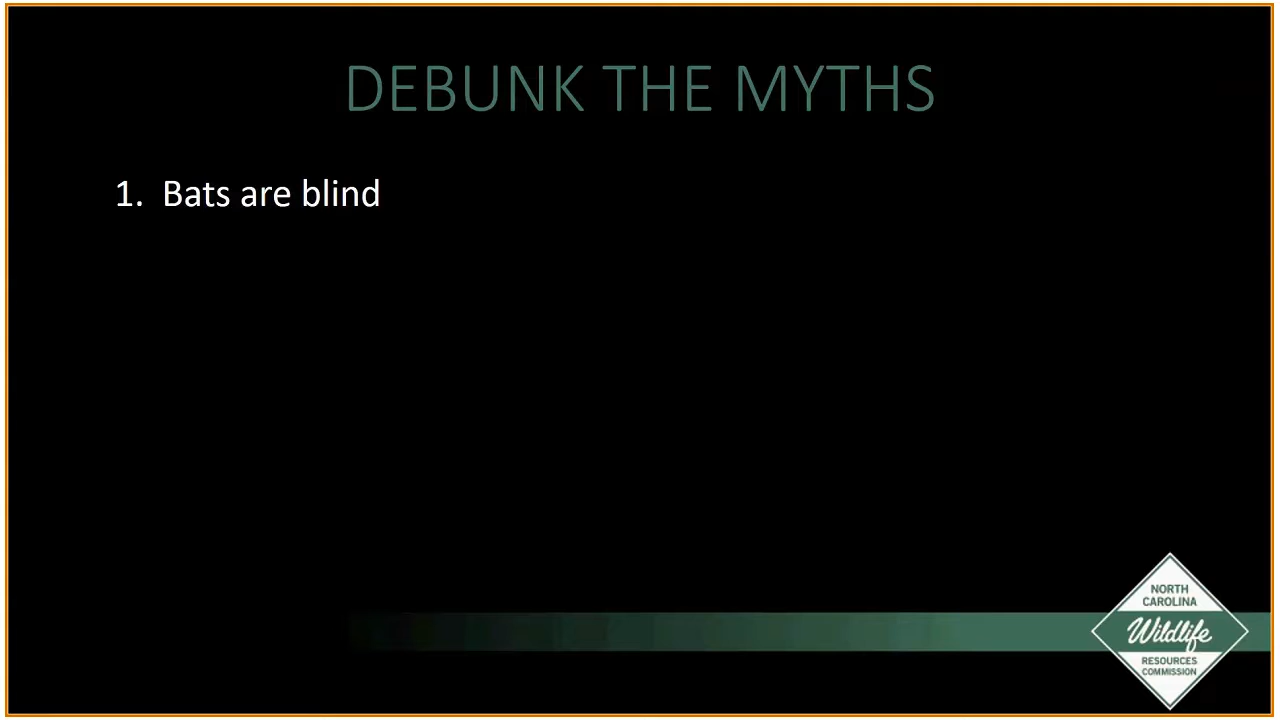 DEBUNK THE MYTHS
1. Bats are blind
NORTH
CAROLINA
Wildlife
RESOURCES
COMMISSION